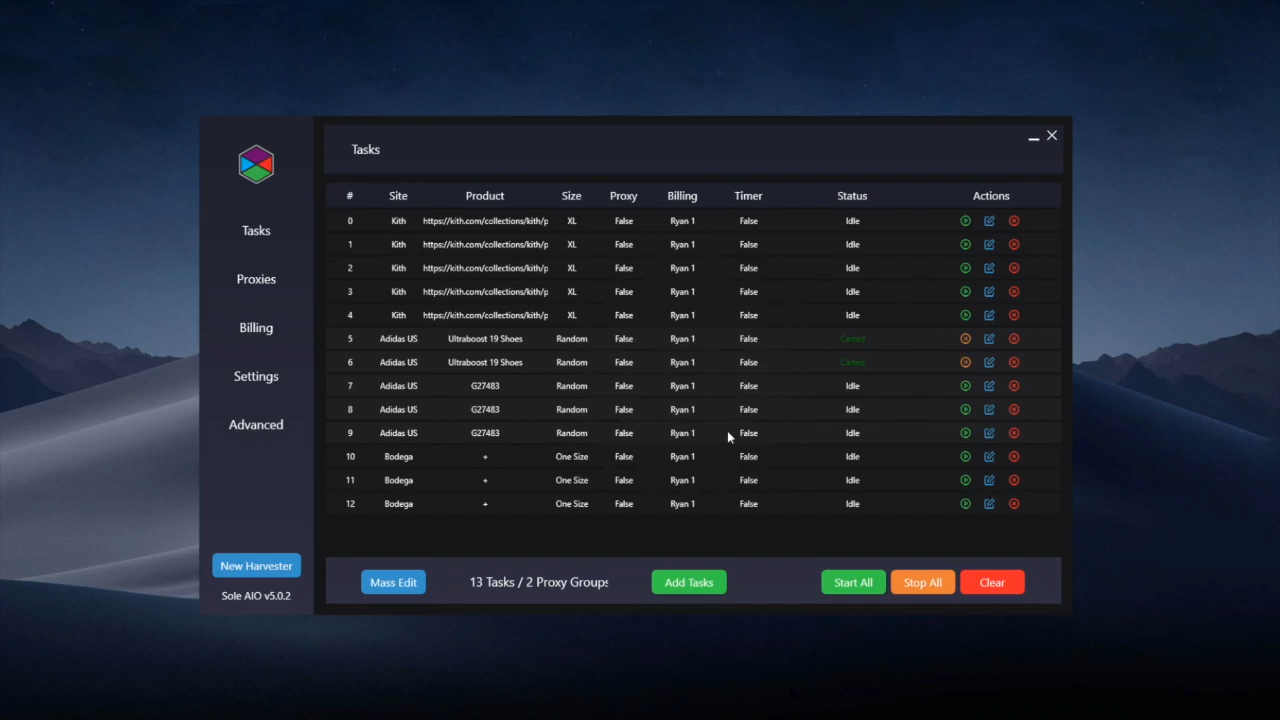 Tasks
# Site Product Size Proxy Billing Timer Status Actions
0 Kith https://kith.com/collections/kith/p XL False Ryan 1 False Idle
1 Kith https://kith.com/collections/kith/p XL False Ryan 1 False Idle
2 Kith https://kith.com/collections/kith/p XL False Ryan 1 False Idle
3 Kith https://kith.com/collections/kith/p XL False Ryan 1 False Idle
4 Kith https://kith.com/collections/kith/p XL False Ryan 1 False Idle
5 Adidas US Ultraboost 19 Shoes Random False Ryan 1 False Carted
6 Adidas US Ultraboost 19 Shoes Random False Ryan 1 False Carted
7 Adidas US G27483 Random False Ryan 1 False Idle
8 Adidas US G27483 Random False Ryan 1 False Idle
9 Adidas US G27483 Random False Ryan 1 False Idle
10 Bodega + One Size False Ryan 1 False Idle
11 Bodega + One Size False Ryan 1 False Idle
12 Bodega + One Size False Ryan 1 False Idle
Mass Edit 13 Tasks / 2 Proxy Groups Add Tasks Start All Stop All Clear
Tasks
Proxies
Billing
Settings
Advanced
New Harvester
Sole AIO v5.0.2